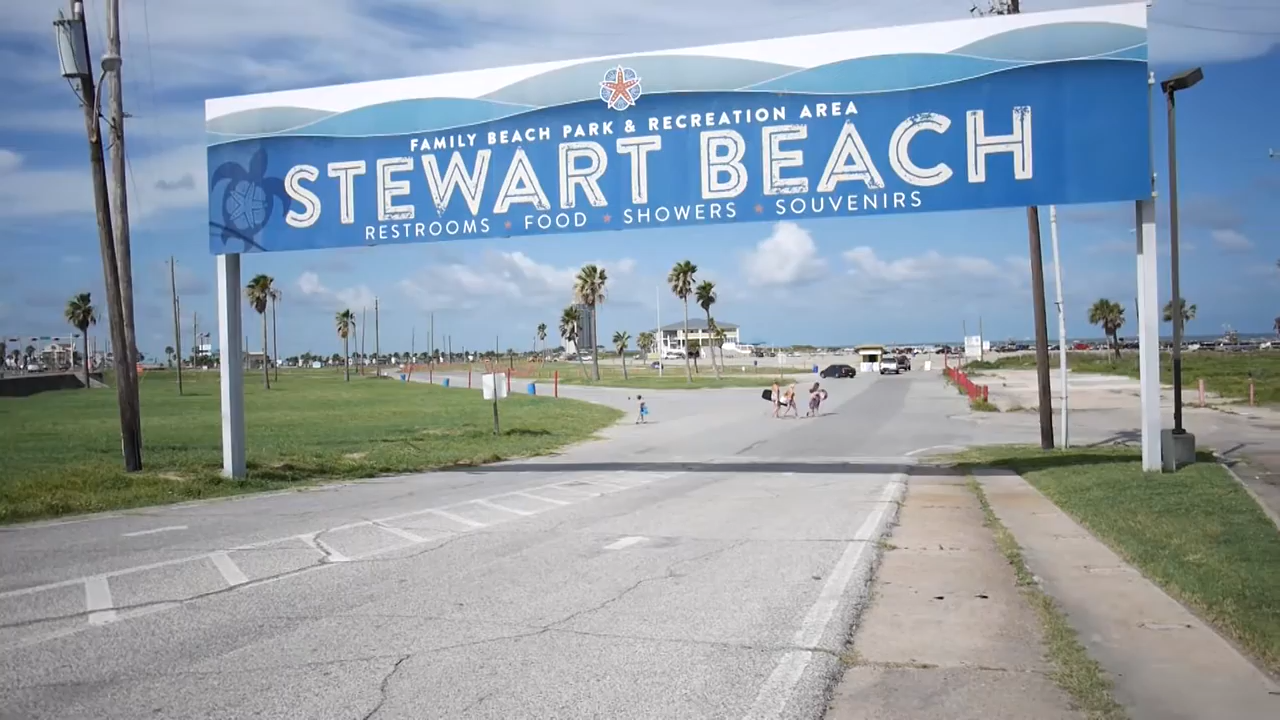 FAMILY BEACH PARK & RECREATION AREA
STEWART BEACH
RESTROOMS ★ FOOD ★ SHOWERS ★ SOUVENIRS